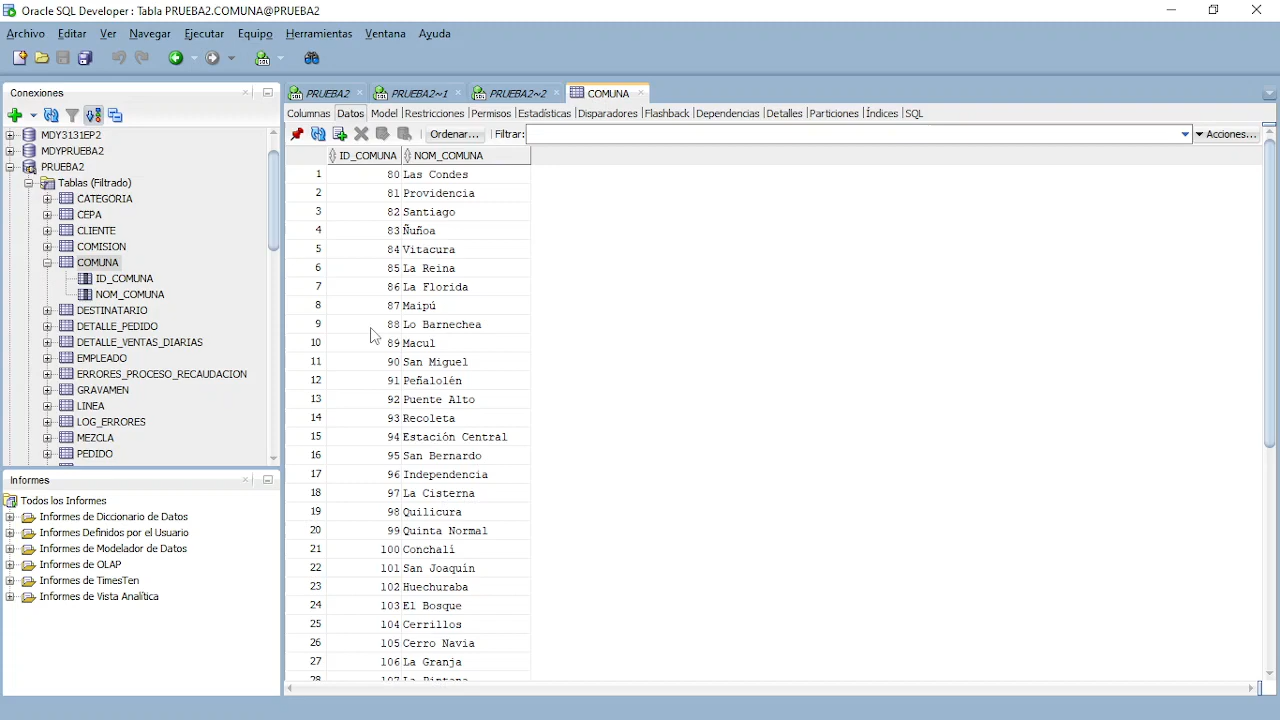 Oracle SQL Developer : Tabla PRUEBA2.COMUNA@PRUEBA2
Archivo Editar Ver Navegar Ejecutar Equipo Herramientas Ventana Ayuda
Conexiones
MDY3131EP2
MDYPRUEBA2
PRUEBA2
Tablas (Filtrado)
CATEGORIA
CEPA
CLIENTE
COMISION
COMUNA
ID_COMUNA
NOM_COMUNA
DESTINATARIO
DETALLE_PEDIDO
DETALLE_VENTAS_DIARIAS
EMPLEADO
ERRORES_PROCESO_RECAUDACION
GRAVAMEN
LINEA
LOG_ERRORES
MEZCLA
PEDIDO
Informes
Todos los Informes
Informes de Diccionario de Datos
Informes Definidos por el Usuario
Informes de Modelador de Datos
Informes de OLAP
Informes de TimesTen
Informes de Vista Analítica
PRUEBA2 PRUEBA2~1 PRUEBA2~2 COMUNA
Columnas Datos Model Restricciones Permisos Estadísticas Disparadores Flashback Dependencias Detalles Particiones Índices SQL
Ordenar... Filtrar: Acciones...
ID_COMUNA NOM_COMUNA
1 80 Las Condes
2 81 Providencia
3 82 Santiago
4 83 Ñuñoa
5 84 Vitacura
6 85 La Reina
7 86 La Florida
8 87 Maipú
9 88 Lo Barnechea
10 89 Macul
11 90 San Miguel
12 91 Peñalolén
13 92 Puente Alto
14 93 Recoleta
15 94 Estación Central
16 95 San Bernardo
17 96 Independencia
18 97 La Cisterna
19 98 Quilicura
20 99 Quinta Normal
21 100 Conchalí
22 101 San Joaquín
23 102 Huechuraba
24 103 El Bosque
25 104 Cerrillos
26 105 Cerro Navia
27 106 La Granja
28 107 La Pintana